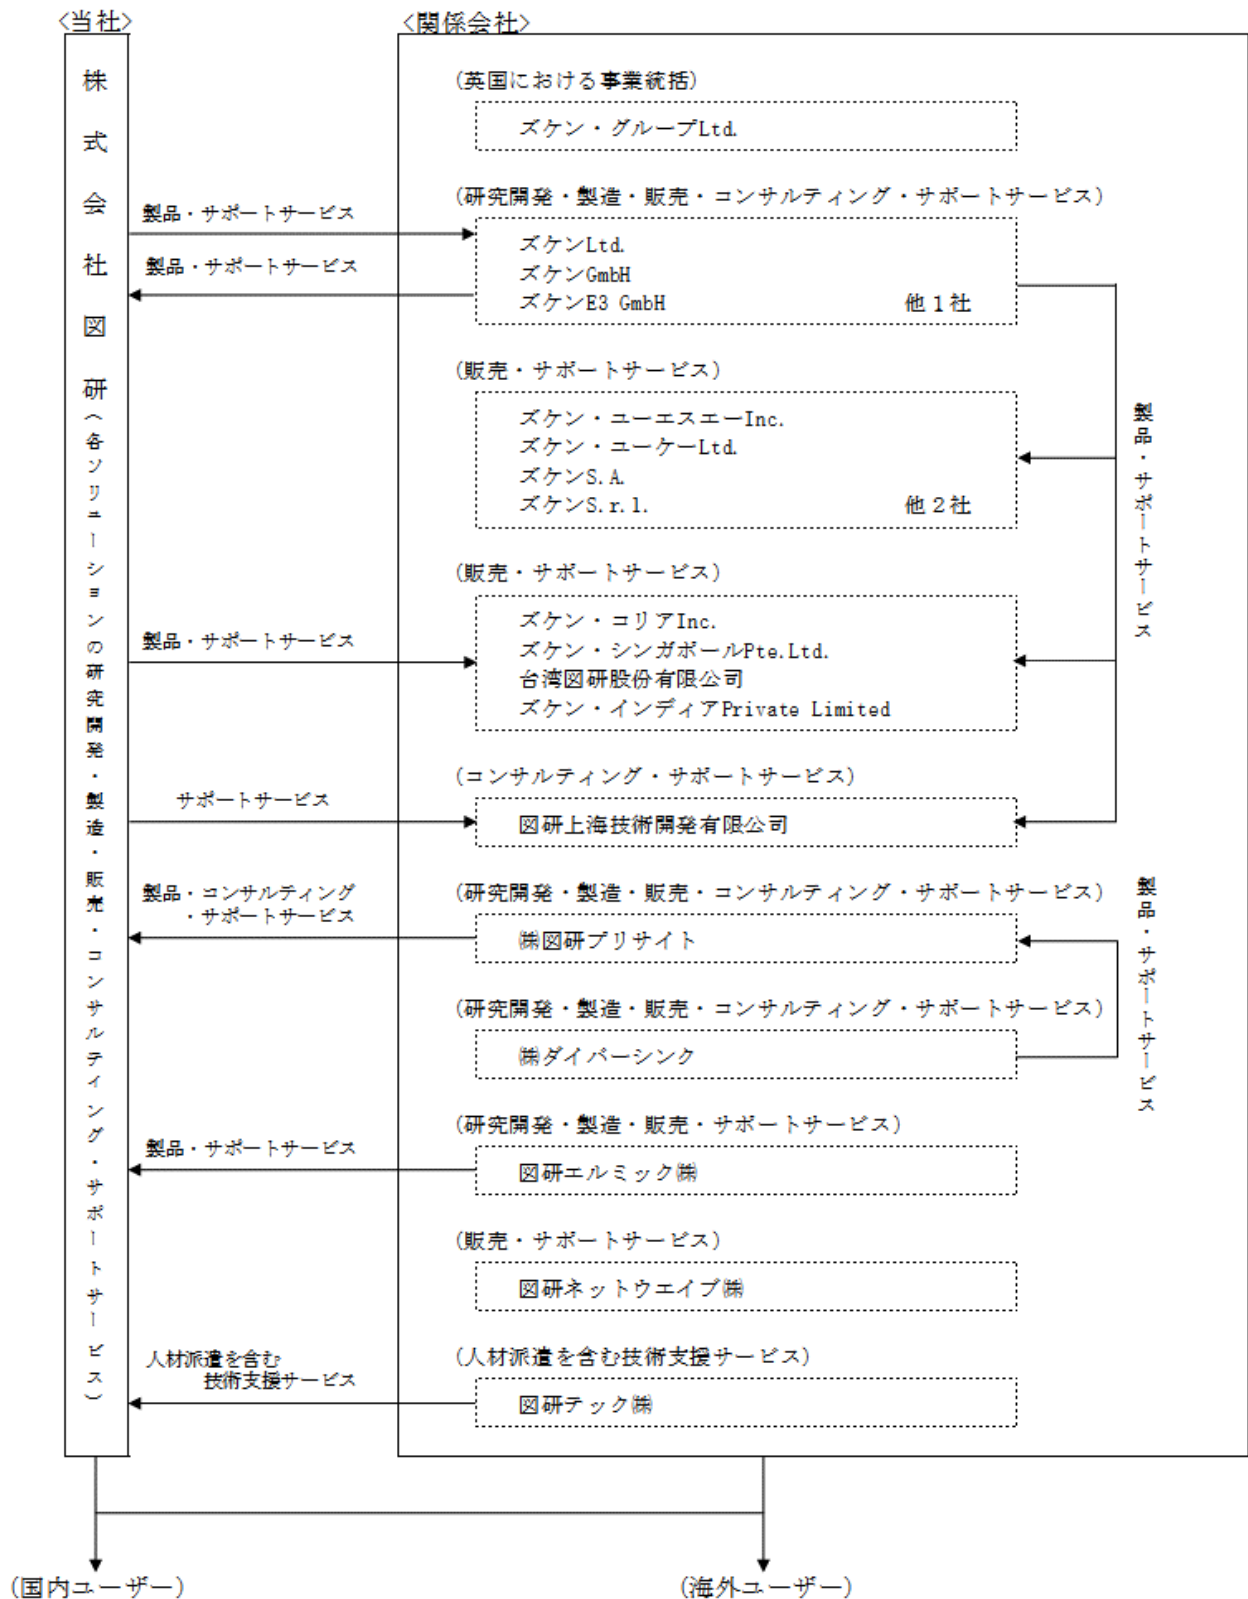 <当社>
<関係会社>
株式会社図研(各ソリューションの研究開発・製造・販売・コンサルティング・サポートサービス)
(英国における事業統括)
ズケン・グループLtd.
(研究開発・製造・販売・コンサルティング・サポートサービス)
製品・サポートサービス
ズケンLtd.
製品・サポートサービス
ズケンGmbH
ズケンE3 GmbH 他1社
(販売・サポートサービス)
ズケン・ユーエスエーInc.
ズケン・ユーケーLtd.
ズケンS.A.
ズケンS.r.l. 他2社
製品・サポートサービス
(販売・サポートサービス)
ズケン・コリアInc.
製品・サポートサービス
ズケン・シンガポールPte.Ltd.
台湾図研股份有限公司
ズケン・インディアPrivate Limited
(コンサルティング・サポートサービス)
サポートサービス
図研上海技術開発有限公司
(研究開発・製造・販売・コンサルティング・サポートサービス)
製品・コンサルティング
・サポートサービス
㈱図研プリサイト
製品・サポートサービス
(研究開発・製造・販売・コンサルティング・サポートサービス)
㈱ダイバーシンク
(研究開発・製造・販売・サポートサービス)
製品・サポートサービス
図研エルミック㈱
(販売・サポートサービス)
図研ネットウエイブ㈱
(人材派遣を含む技術支援サービス)
人材派遣を含む
技術支援サービス
図研テック㈱
(国内ユーザー)
(海外ユーザー)